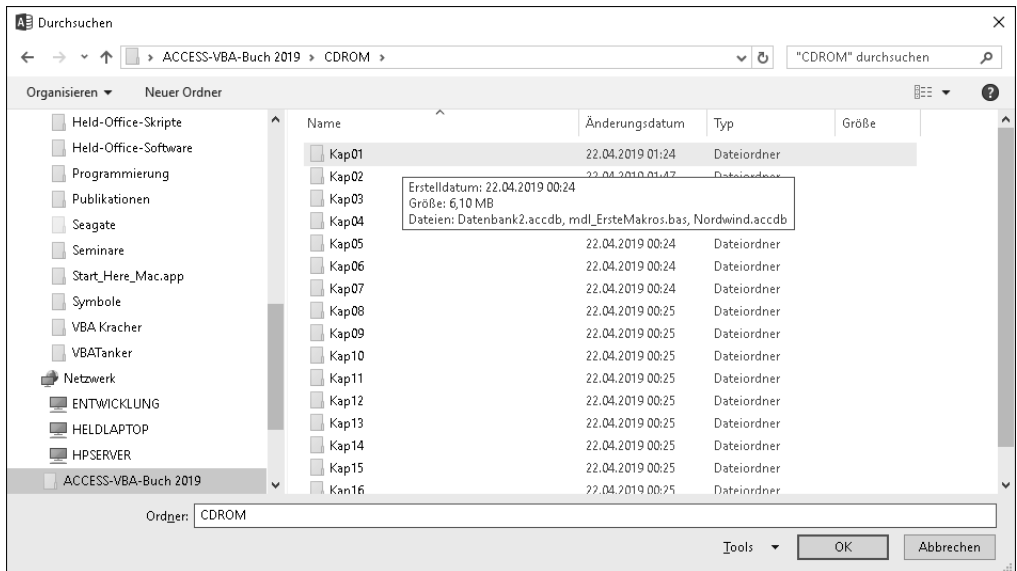 Durchsuchen
ACCESS-VBA-Buch 2019 > CDROM > "CDROM" durchsuchen
Organisieren Neuer Ordner
Held-Office-Skripte
Held-Office-Software
Programmierung
Publikationen
Seagate
Seminare
Start_Here_Mac.app
Symbole
VBA Kracher
VBATanker
Netzwerk
ENTWICKLUNG
HELDLAPTOP
HPSERVER
ACCESS-VBA-Buch 2019
Name Änderungsdatum Typ Größe
Kap01 22.04.2019 01:24 Dateiordner
Kap02 22.04.2019 01:47 Dateiordner
Kap03
Kap04
Erstelldatum: 22.04.2019 00:24
Größe: 6,10 MB
Dateien: Datenbank2.accdb, mdl_ErsteMakros.bas, Nordwind.accdb
Kap05 22.04.2019 00:24 Dateiordner
Kap06 22.04.2019 00:24 Dateiordner
Kap07 22.04.2019 00:24 Dateiordner
Kap08 22.04.2019 00:25 Dateiordner
Kap09 22.04.2019 00:25 Dateiordner
Kap10 22.04.2019 00:25 Dateiordner
Kap11 22.04.2019 00:25 Dateiordner
Kap12 22.04.2019 00:25 Dateiordner
Kap13 22.04.2019 00:25 Dateiordner
Kap14 22.04.2019 00:25 Dateiordner
Kap15 22.04.2019 00:25 Dateiordner
Kap16 22.04.2019 00:25 Dateiordner
Ordner: CDROM
Tools OK Abbrechen